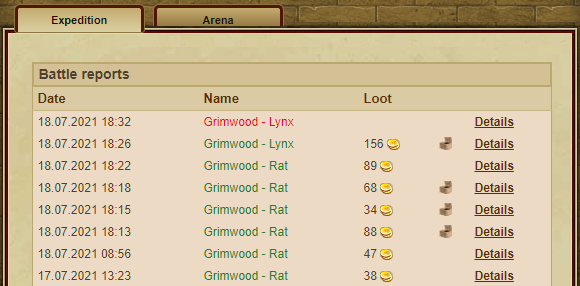 Expedition Arena
Battle reports
Date Name Loot
18.07.2021 18:32 Grimwood - Lynx Details
18.07.2021 18:26 Grimwood - Lynx 156 Details
18.07.2021 18:22 Grimwood - Rat 89 Details
18.07.2021 18:18 Grimwood - Rat 68 Details
18.07.2021 18:15 Grimwood - Rat 34 Details
18.07.2021 18:13 Grimwood - Rat 88 Details
18.07.2021 08:56 Grimwood - Rat 47 Details
17.07.2021 13:23 Grimwood - Rat 38 Details